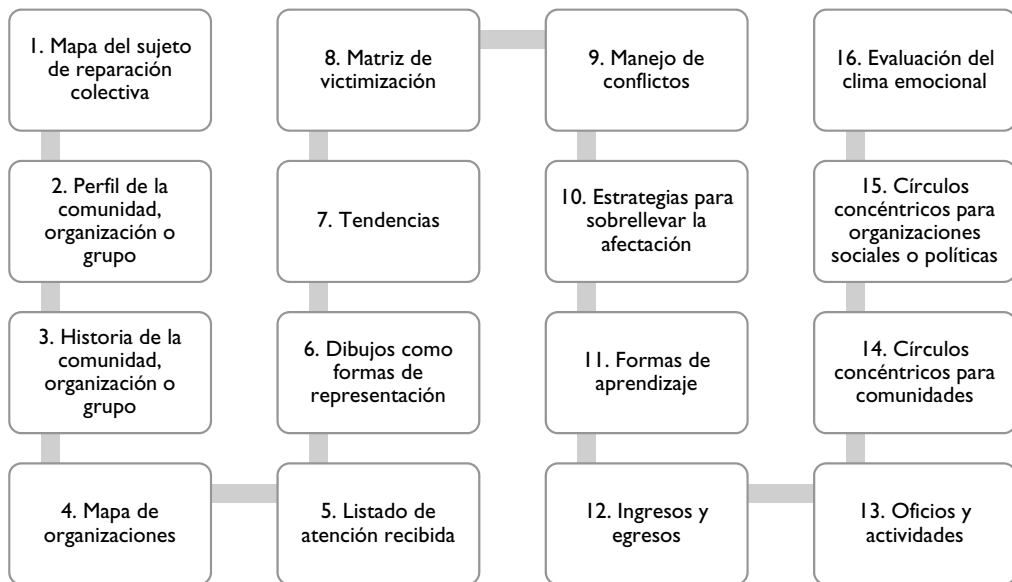 1. Mapa del sujeto
de reparación
colectiva
2. Perfil de la
comunidad,
organización o
grupo
3. Historia de la
comunidad,
organización o
grupo
4. Mapa de
organizaciones
5. Listado de
atención recibida
6. Dibujos como
formas de
representación
7. Tendencias
8. Matriz de
victimización
9. Manejo de
conflictos
10. Estrategias para
sobrellevar la
afectación
11. Formas de
aprendizaje
12. Ingresos y
egresos
13. Oficios y
actividades
14. Círculos
concéntricos para
comunidades
15. Círculos
concéntricos para
organizaciones
sociales o políticas
16. Evaluación del
clima emocional